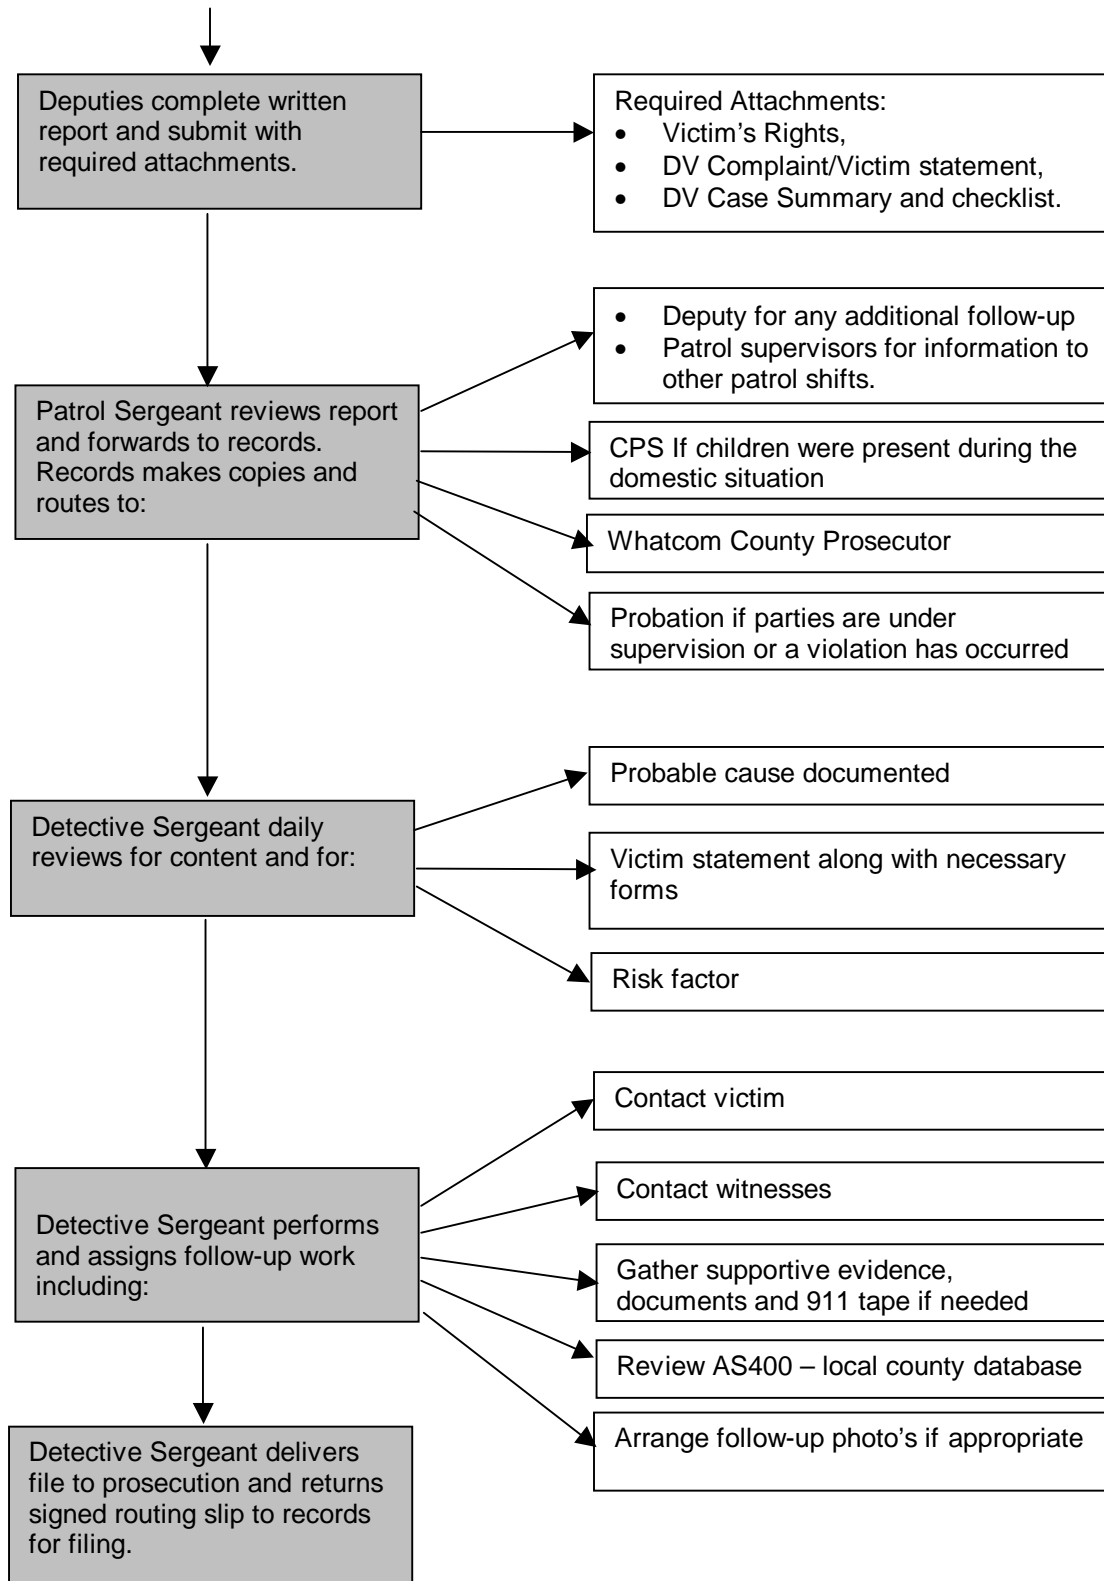 Deputies complete written
report and submit with
required attachments.
Required Attachments:
• Victim's Rights,
• DV Complaint/Victim statement,
• DV Case Summary and checklist.
• Deputy for any additional follow-up
• Patrol supervisors for information to
other patrol shifts.
Patrol Sergeant reviews report
and forwards to records.
Records makes copies and
routes to:
CPS If children were present during the
domestic situation
Whatcom County Prosecutor
Probation if parties are under
supervision or a violation has occurred
Detective Sergeant daily
reviews for content and for:
Probable cause documented
Victim statement along with necessary
forms
Risk factor
Detective Sergeant performs
and assigns follow-up work
including:
Contact victim
Contact witnesses
Gather supportive evidence,
documents and 911 tape if needed
Review AS400 – local county database
Arrange follow-up photo's if appropriate
Detective Sergeant delivers
file to prosecution and returns
signed routing slip to records
for filing.